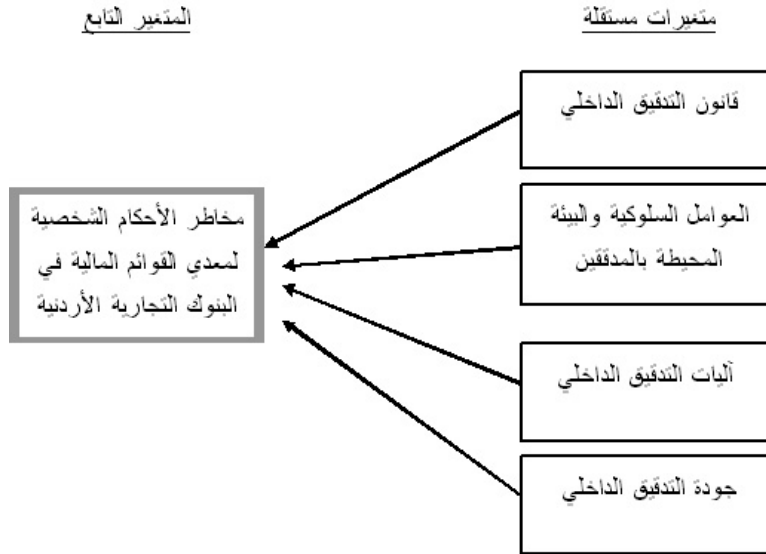 متغيرات مستقلة
المتغير التابع
قانون التدقيق الداخلي
العوامل السلوكية والبيئة
المحيطة بالمدققين
آليات التدقيق الداخلي
جودة التدقيق الداخلي
مخاطر الأحكام الشخصية
لمعدي القوائم المالية في
البنوك التجارية الأردنية